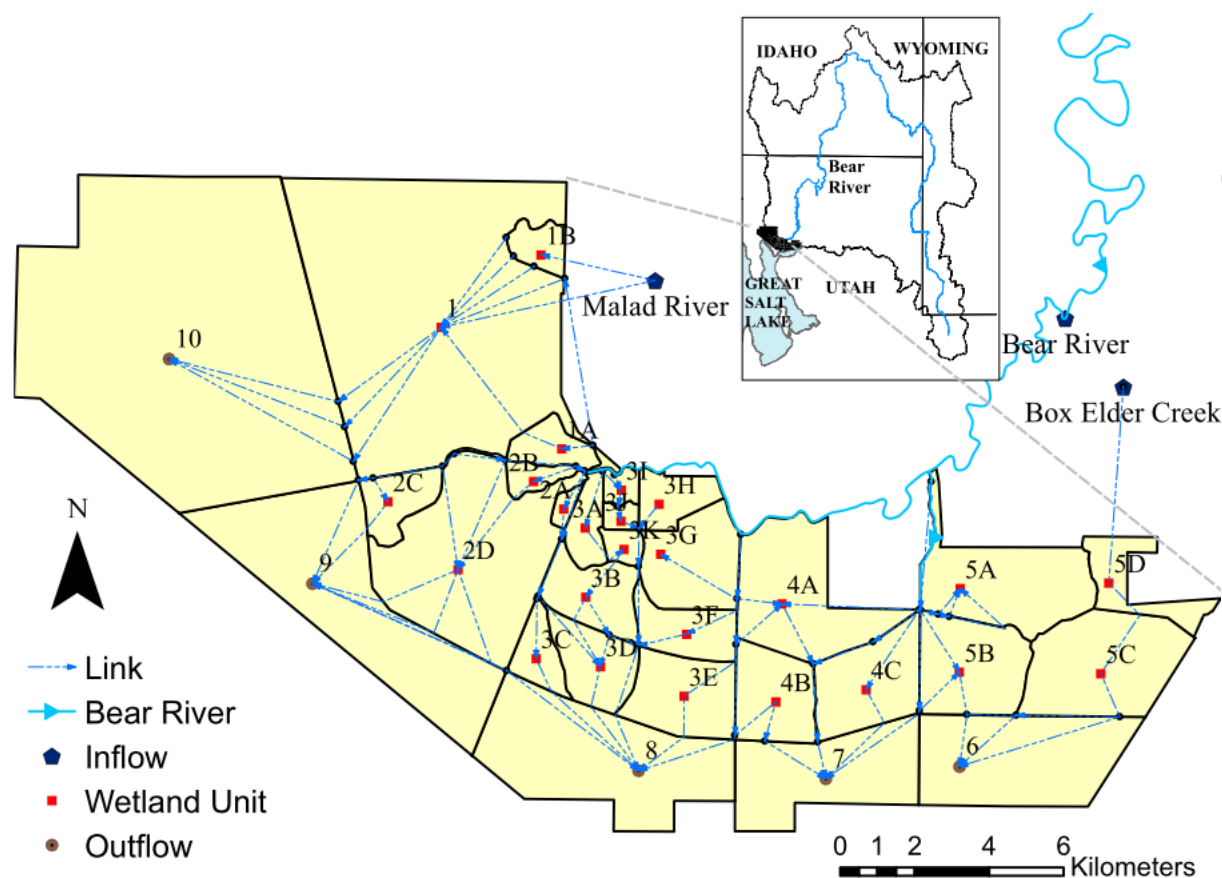 IDAHO
WYOMING
Bear
River
GREAT
SALT
LAKE
UTAH
1B
Malad River
1
10
Bear River
Box Elder Creek
1A
2B
2C
2A
3I
3H
3J
3A
3K
3G
N
9
2D
3B
4A
5A
5D
3F
3C
3D
3E
4B
4C
5B
5C
8
7
6
Link
Bear River
Inflow
Wetland Unit
Outflow
0 1 2 4 6
Kilometers